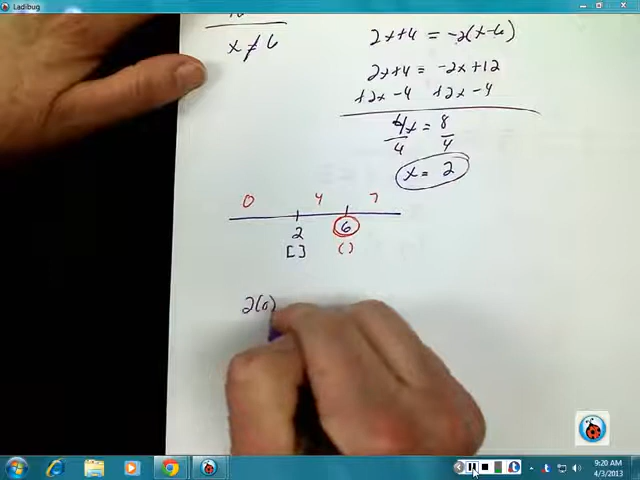 Ladibug
x ≠ 6
2x+4 = -2(x-6)
2x+4 = -2x+12
+2x -4 +2x -4
4x = 8
4 4
x = 2
0 4 7
2 6
[ ] ( )
2(0)
9:20 AM
4/3/2013